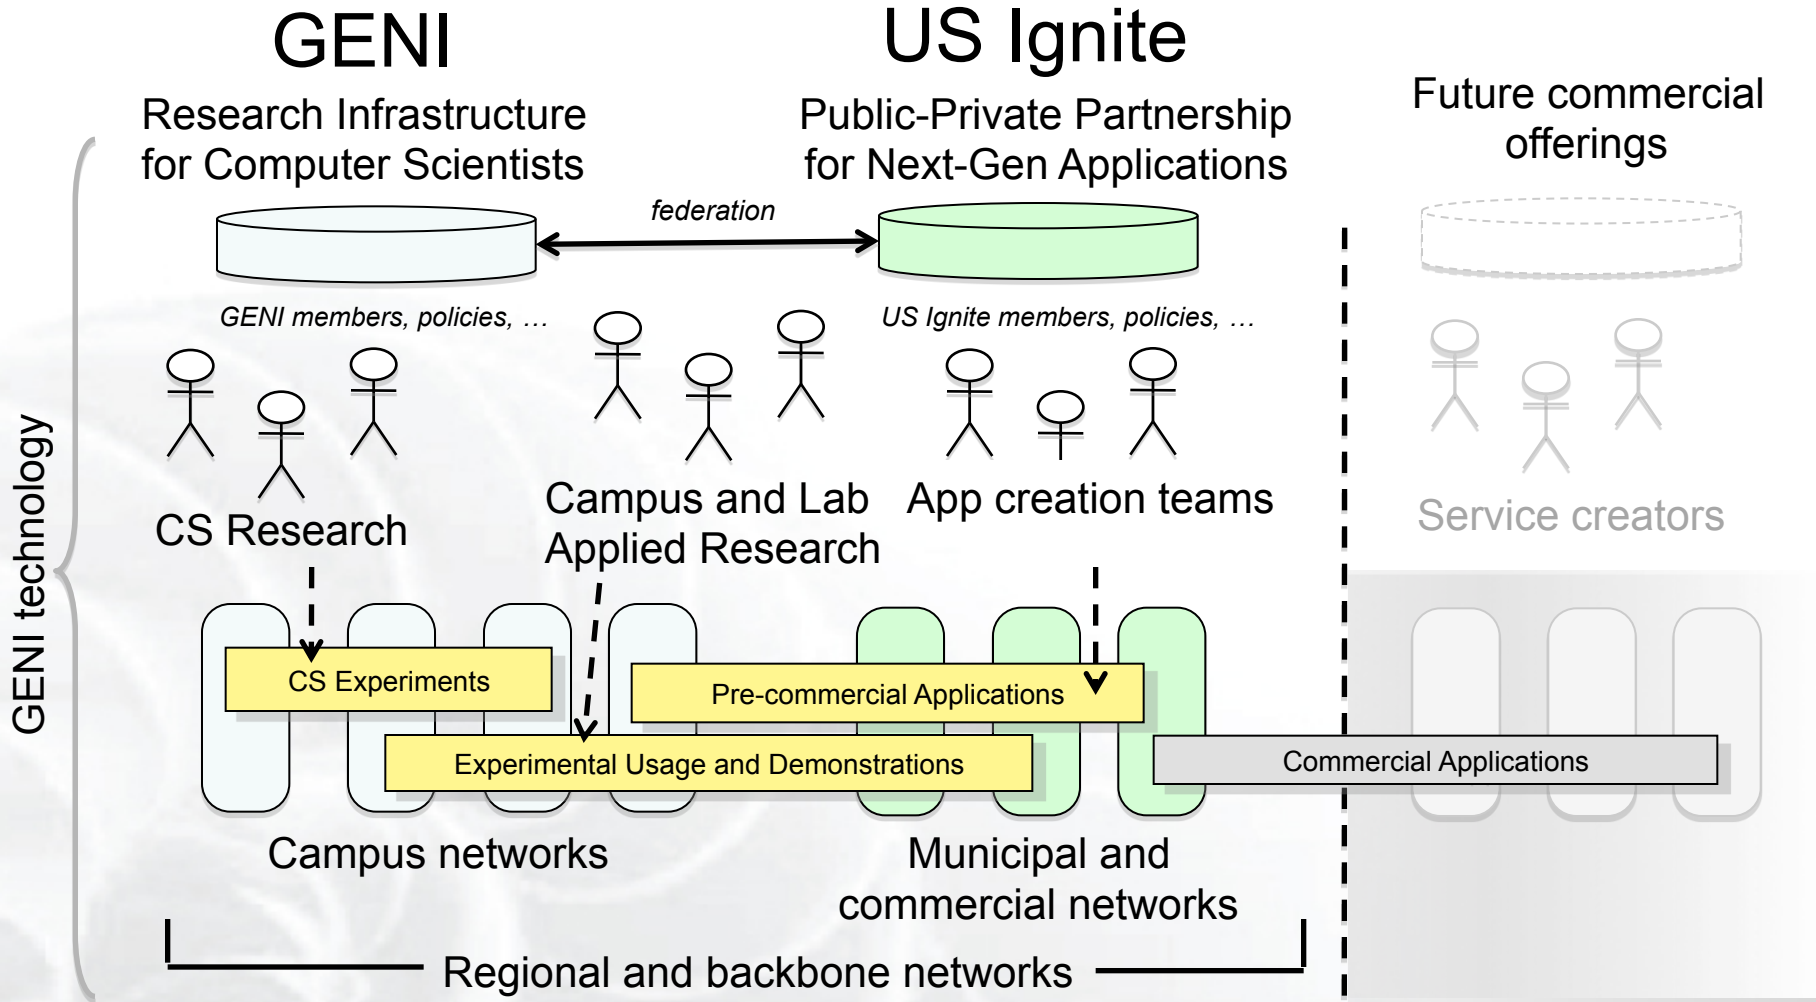 GENI
US Ignite
Research Infrastructure
for Computer Scientists
Public-Private Partnership
for Next-Gen Applications
Future commercial
offerings
federation
GENI members, policies, …
US Ignite members, policies, …
GENI technology
CS Research
Campus and Lab
Applied Research
App creation teams
Service creators
CS Experiments
Pre-commercial Applications
Experimental Usage and Demonstrations
Commercial Applications
Campus networks
Municipal and
commercial networks
Regional and backbone networks